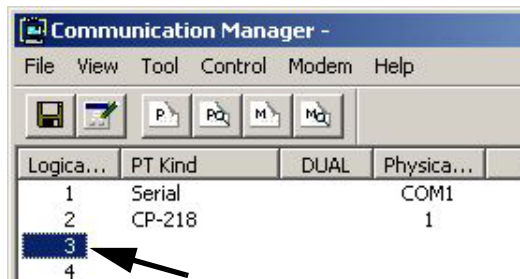 Communication Manager -
File View Tool Control Modem Help
P PQ M MQ
Logica... PT Kind DUAL Physica...
1 Serial COM1
2 CP-218 1
3
4